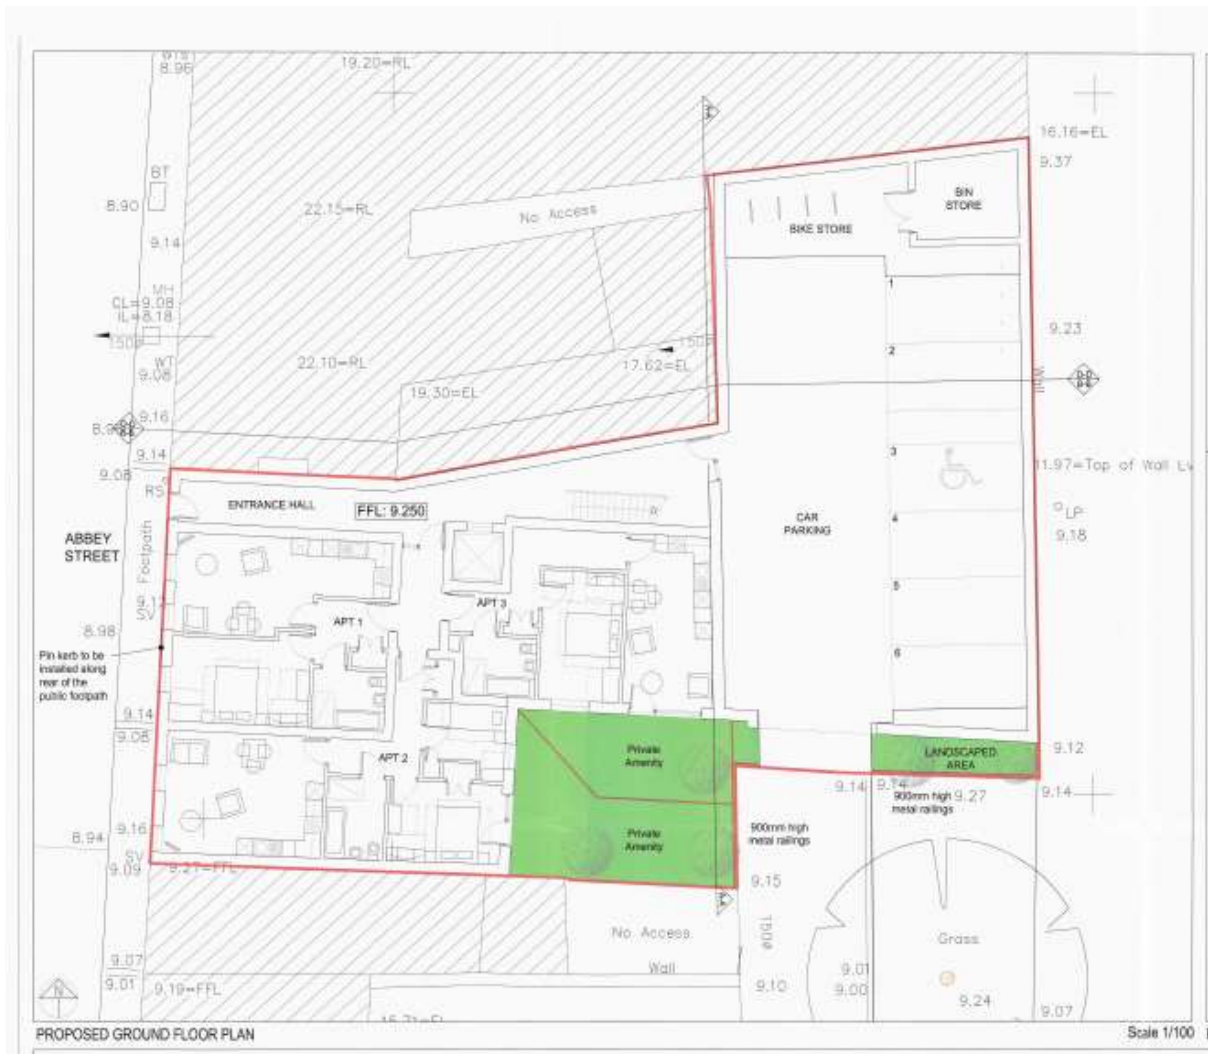 8.96
19.20=RL
16.16=EL
9.37
BT
BIN
STORE
8.90
22.15=RL
No Access
BIKE STORE
9.14
MH
CL=9.08
IL=8.18
1
9.23
2
WT
9.08
22.10=RL
17.62=EL
Wall
19.30=EL
9.16
9.14
9.08
3
11.97=Top of Wall Lv
RS
ENTRANCE HALL
FFL: 9.250
CAR
PARKING
4
LP
9.18
ABBEY
STREET
Footpath
5
SV
APT 3
APT 1
8.98
6
Pin kerb to be
installed along
rear of the
public footpath
9.14
9.08
Private
Amenity
LANDSCAPED
AREA
9.12
APT 2
9.14
9.14
900mm high
metal railings
9.27
9.14
8.94
9.16
Private
Amenity
900mm high
metal railings
SV
9.09
9.27=FFL
9.15
No Access
150ø
Grass
Wall
9.07
9.01
N
9.19=FFL
9.10
9.01
9.00
9.24
9.07
PROPOSED GROUND FLOOR PLAN
Scale 1/100